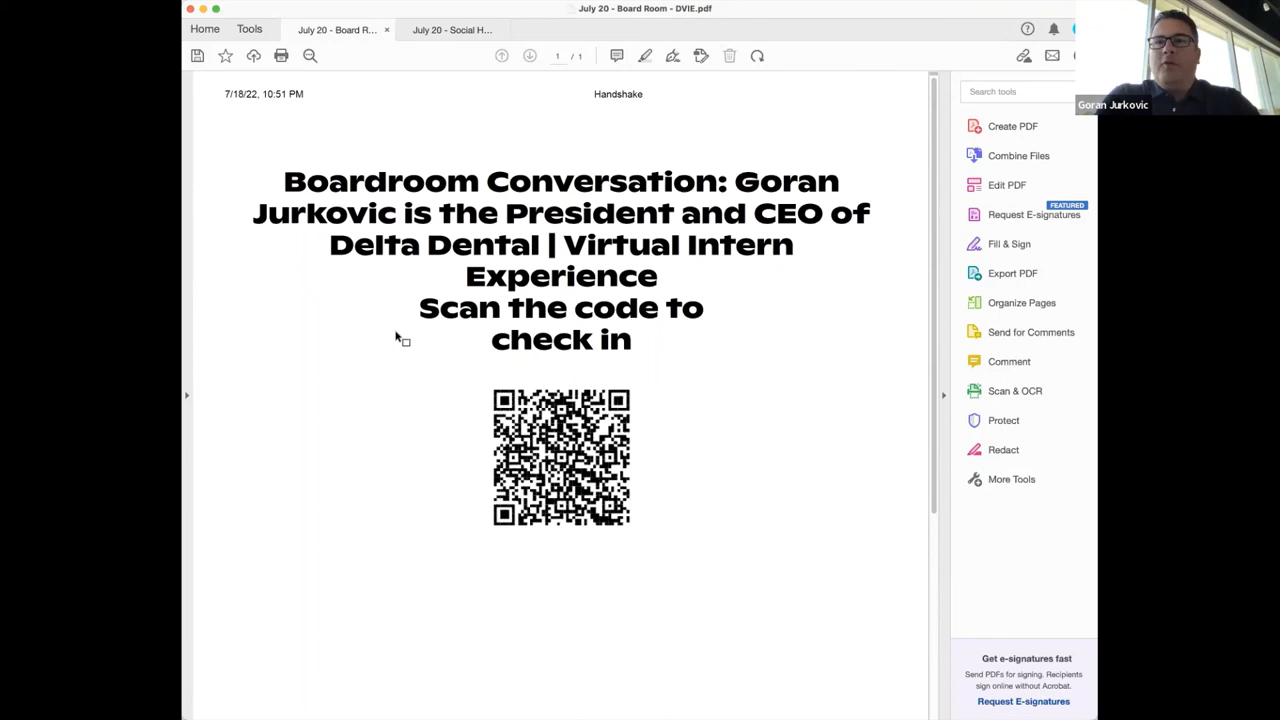 July 20 - Board Room - DVIE.pdf
Home
Tools
July 20 - Board R...
×
July 20 - Social H...
1 / 1
7/18/22, 10:51 PM
Handshake
Boardroom Conversation: Goran
Jurkovic is the President and CEO of
Delta Dental | Virtual Intern
Experience
Scan the code to
check in
Search tools
Create PDF
Combine Files
Edit PDF
FEATURED
Request E-signatures
Fill & Sign
Export PDF
Organize Pages
Send for Comments
Comment
Scan & OCR
Protect
Redact
More Tools
Get e-signatures fast
Send PDFs for signing. Recipients
sign online without Acrobat.
Request E-signatures
Goran Jurkovic